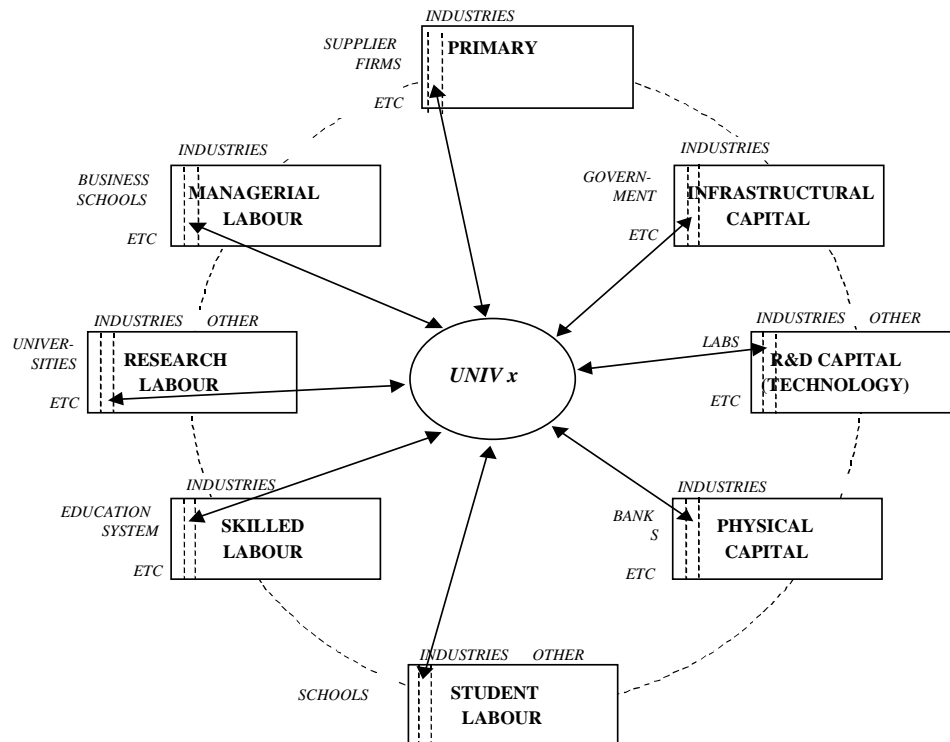 INDUSTRIES
SUPPLIER
FIRMS
PRIMARY
ETC
INDUSTRIES
BUSINESS
SCHOOLS
MANAGERIAL
LABOUR
ETC
INDUSTRIES
GOVERN-
MENT
INFRASTRUCTURAL
CAPITAL
ETC
INDUSTRIES OTHER
UNIVER-
SITIES
RESEARCH
LABOUR
ETC
UNIV x
INDUSTRIES OTHER
LABS
R&D CAPITAL
(TECHNOLOGY)
ETC
INDUSTRIES
EDUCATION
SYSTEM
SKILLED
LABOUR
ETC
INDUSTRIES
BANK
S
PHYSICAL
CAPITAL
ETC
INDUSTRIES OTHER
SCHOOLS
STUDENT
LABOUR